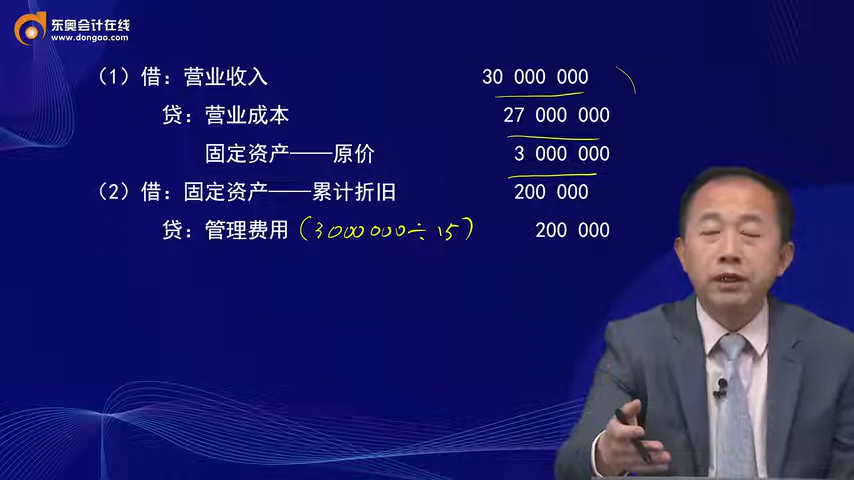 东奥会计在线
www.dongao.com
（1）借：营业收入 30 000 000
贷：营业成本 27 000 000
固定资产——原价 3 000 000
（2）借：固定资产——累计折旧 200 000
贷：管理费用（3000000÷15） 200 000